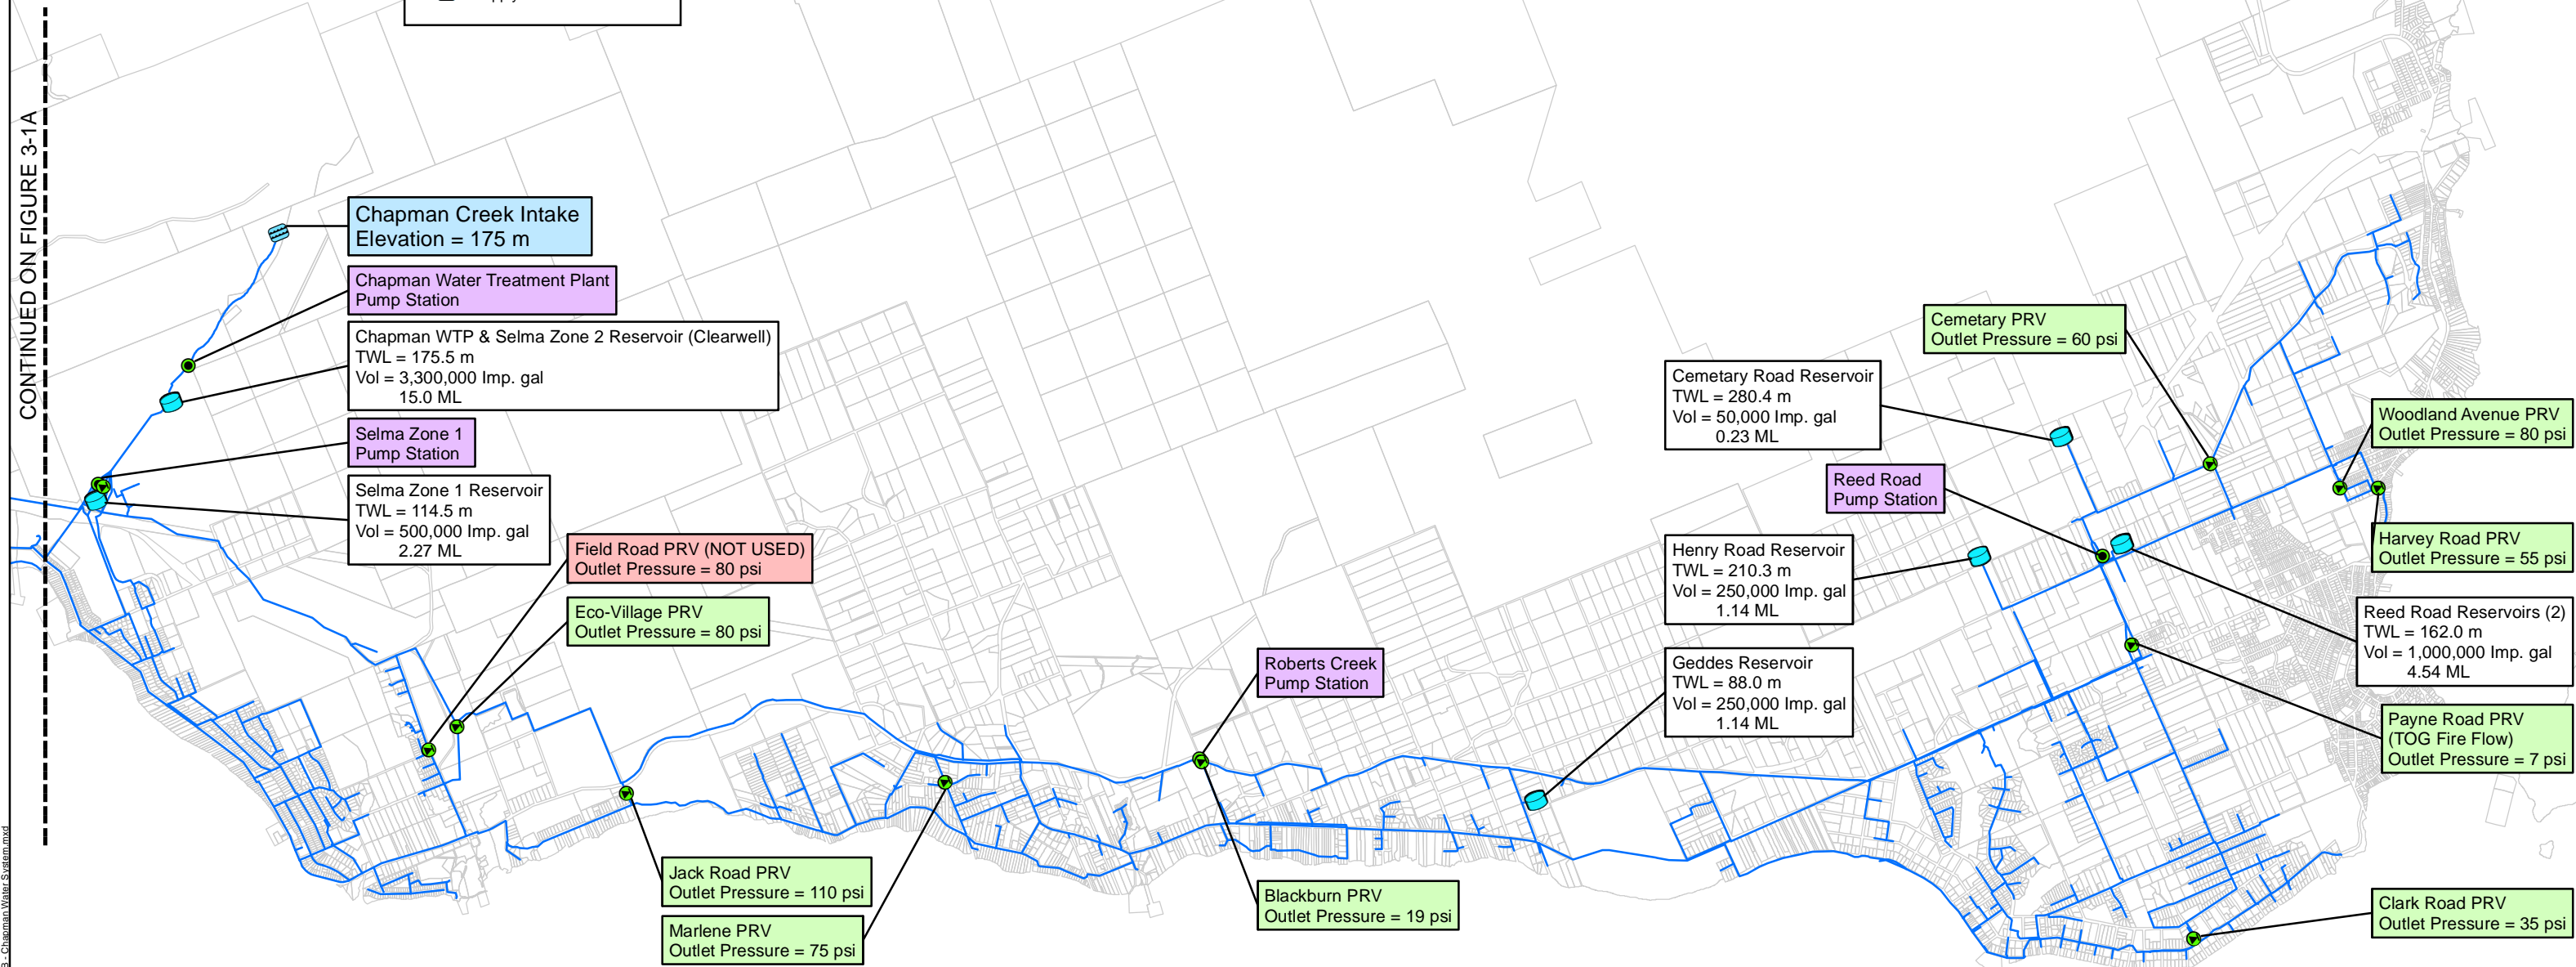 CONTINUED ON FIGURE 3-1A
Chapman Creek Intake
Elevation = 175 m
Chapman Water Treatment Plant
Pump Station
Chapman WTP & Selma Zone 2 Reservoir (Clearwell)
TWL = 175.5 m
Vol = 3,300,000 Imp. gal
15.0 ML
Selma Zone 1
Pump Station
Selma Zone 1 Reservoir
TWL = 114.5 m
Vol = 500,000 Imp. gal
2.27 ML
Field Road PRV (NOT USED)
Outlet Pressure = 80 psi
Eco-Village PRV
Outlet Pressure = 80 psi
Jack Road PRV
Outlet Pressure = 110 psi
Marlene PRV
Outlet Pressure = 75 psi
Roberts Creek
Pump Station
Blackburn PRV
Outlet Pressure = 19 psi
Cemetary PRV
Outlet Pressure = 60 psi
Cemetary Road Reservoir
TWL = 280.4 m
Vol = 50,000 Imp. gal
0.23 ML
Reed Road
Pump Station
Henry Road Reservoir
TWL = 210.3 m
Vol = 250,000 Imp. gal
1.14 ML
Geddes Reservoir
TWL = 88.0 m
Vol = 250,000 Imp. gal
1.14 ML
Woodland Avenue PRV
Outlet Pressure = 80 psi
Harvey Road PRV
Outlet Pressure = 55 psi
Reed Road Reservoirs (2)
TWL = 162.0 m
Vol = 1,000,000 Imp. gal
4.54 ML
Payne Road PRV
(TOG Fire Flow)
Outlet Pressure = 7 psi
Clark Road PRV
Outlet Pressure = 35 psi
B - Chapman Water System.mxd